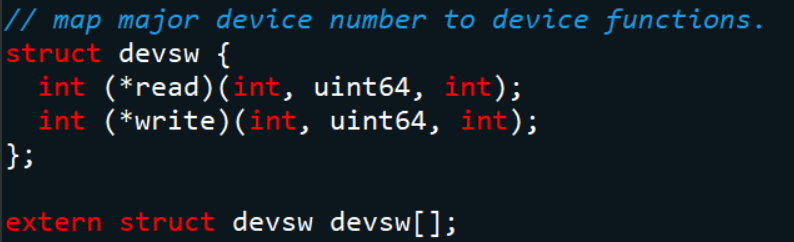 // map major device number to device functions.
struct devsw {
  int (*read)(int, uint64, int);
  int (*write)(int, uint64, int);
};
extern struct devsw devsw[];